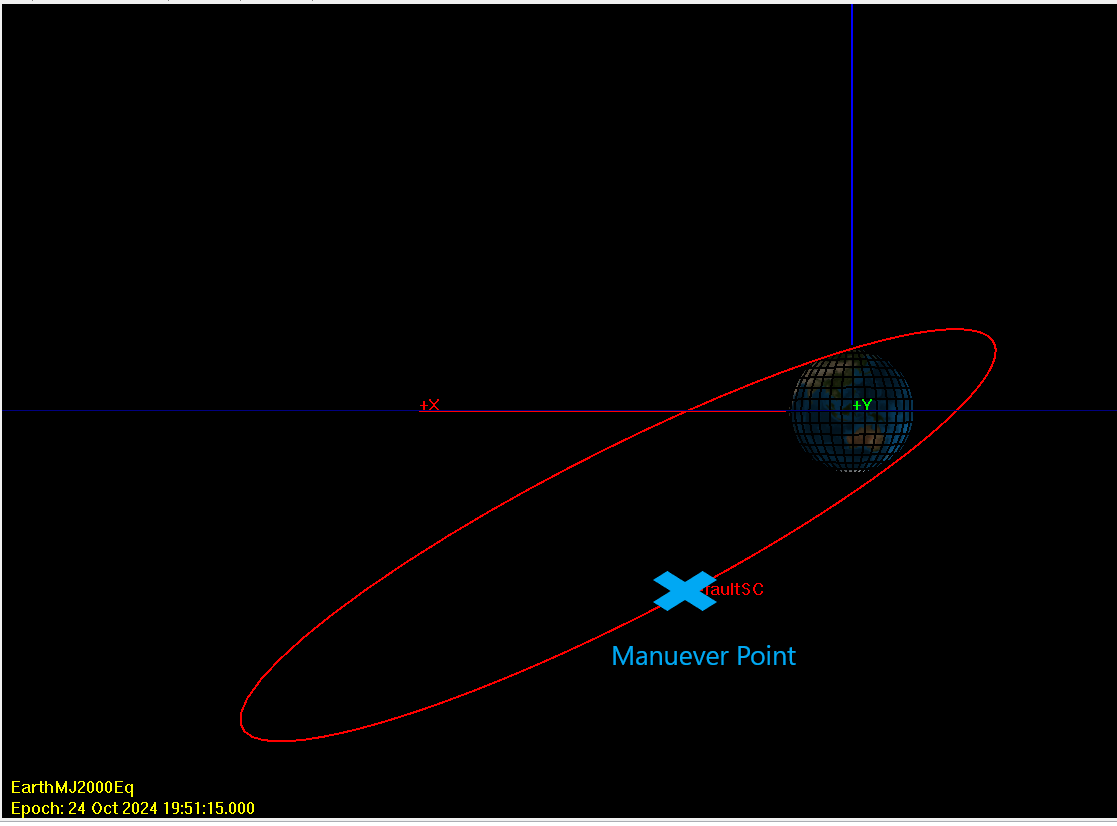 +X
+Y
faultSC
Manuever Point
EarthMJ2000Eq
Epoch: 24 Oct 2024 19:51:15.000